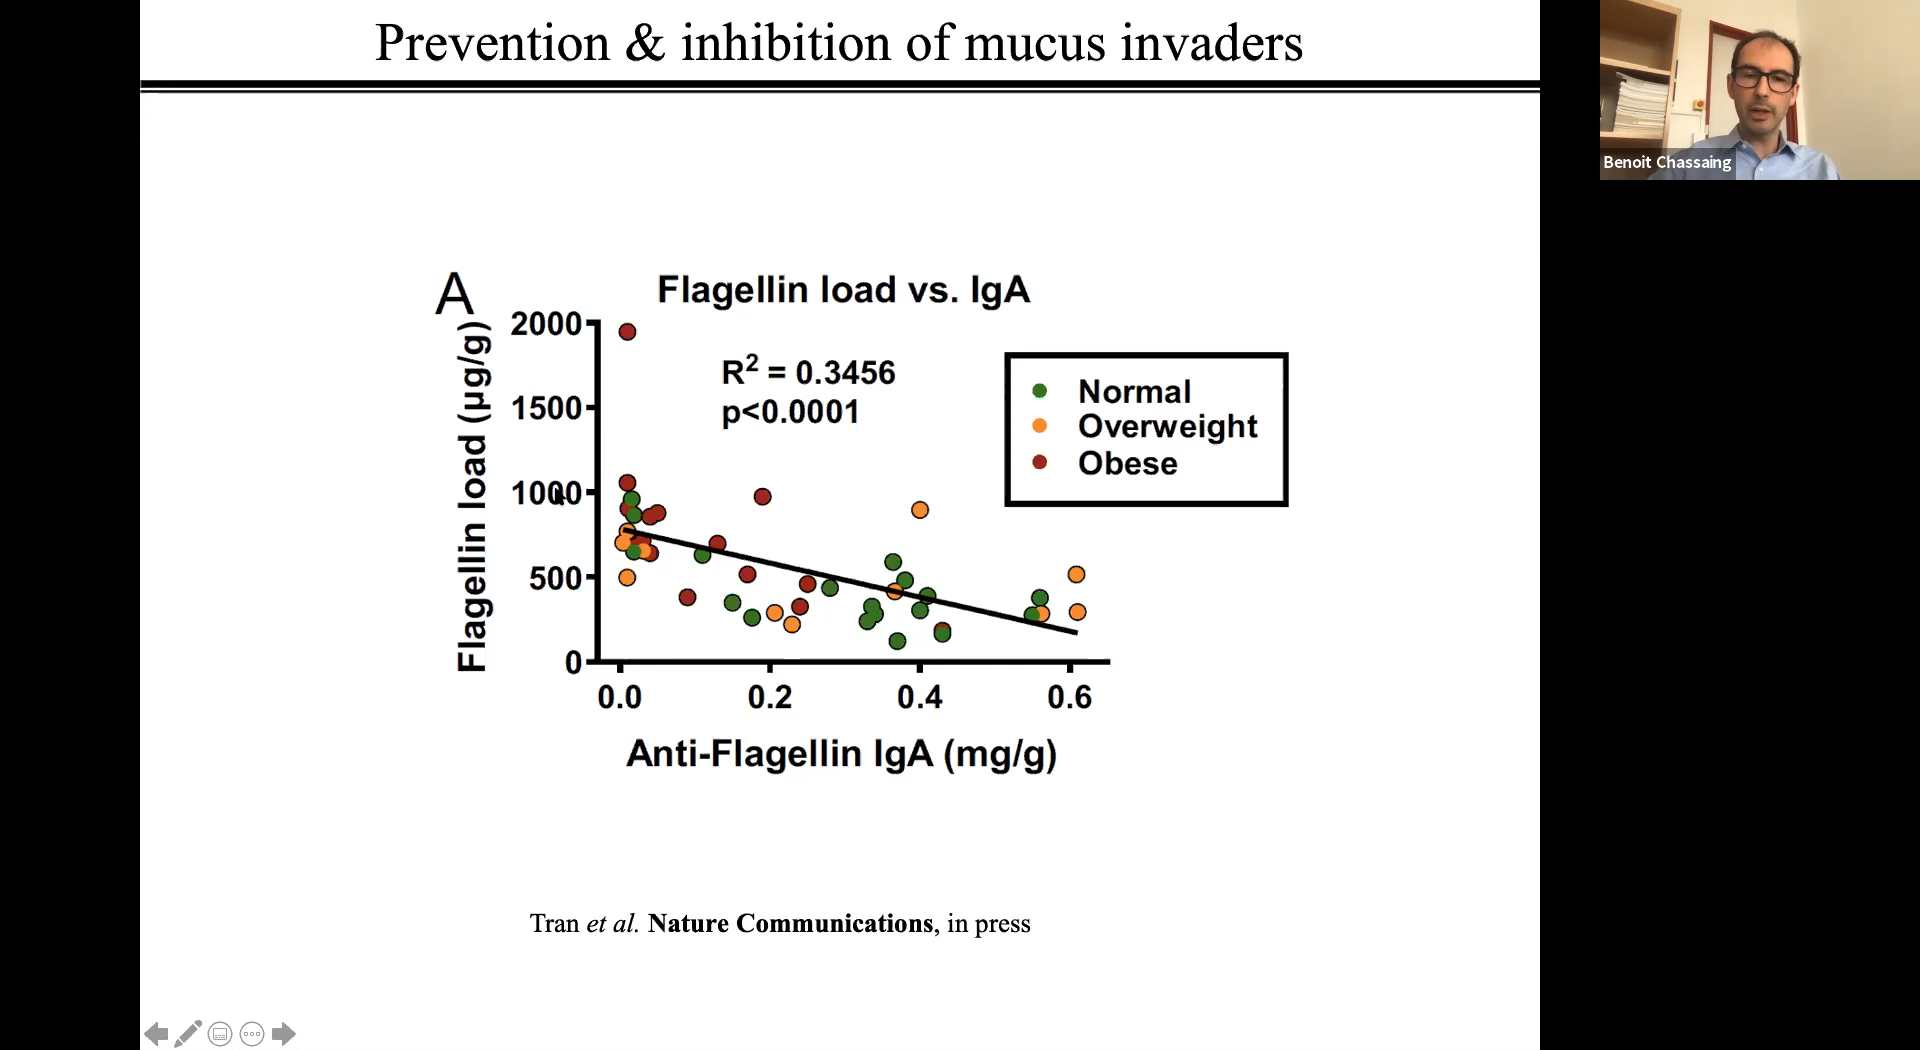 Prevention & inhibition of mucus invaders
Benoit Chassaing
A
Flagellin load vs. IgA
Flagellin load (µg/g)
2000
1500
1000
500
0
R² = 0.3456
p<0.0001
Normal
Overweight
Obese
0.0 0.2 0.4 0.6
Anti-Flagellin IgA (mg/g)
Tran et al. Nature Communications, in press